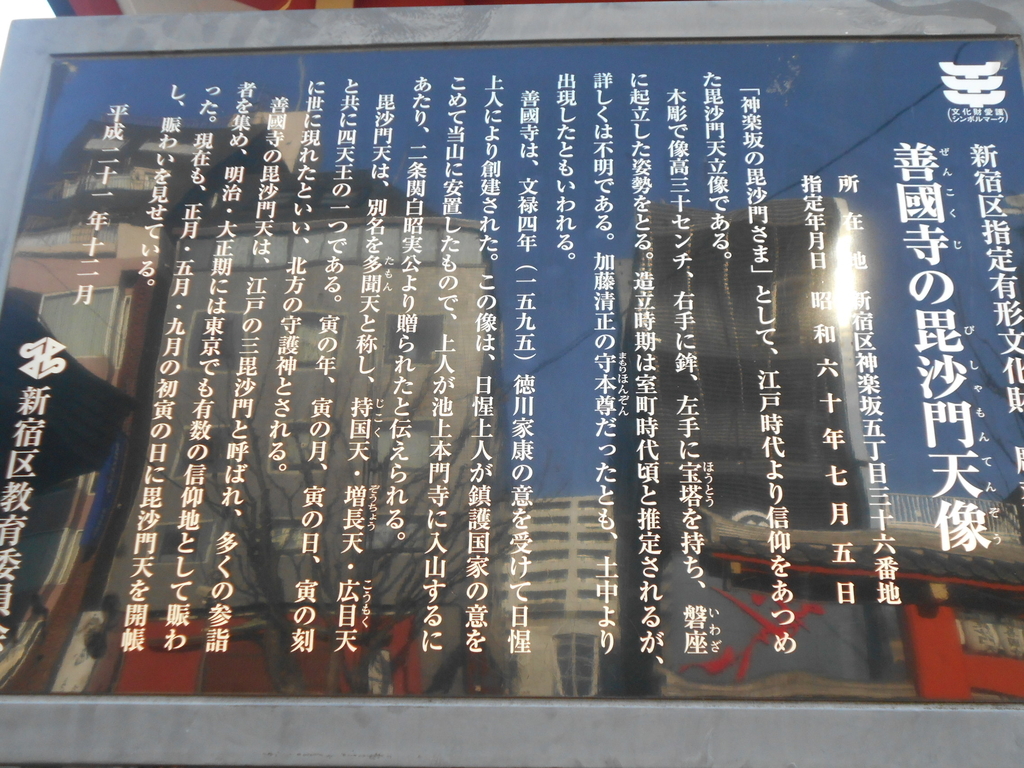 (文化財愛護
シンボルマーク)
新宿区指定有形文化財
善國寺の毘沙門天像
ぜんこくじ びしゃもんてんぞう
所在地 新宿区神楽坂五丁目三十六番地
指定年月日 昭和六十年七月五日
「神楽坂の毘沙門さま」として、江戸時代より信仰をあつめ
た毘沙門天立像である。
木彫で像高三十センチ、右手に鉾、左手に宝塔を持ち、磐座
ほうとう いわざ
に起立した姿勢をとる。造立時期は室町時代頃と推定されるが、
詳しくは不明である。加藤清正の守本尊だったとも、土中より
まもりほんぞん
出現したともいわれる。
善國寺は、文禄四年(一五九五)徳川家康の意を受けて日惺
上人により創建された。この像は、日惺上人が鎮護国家の意を
こめて当山に安置したもので、上人が池上本門寺に入山するに
あたり、二条関白昭実公より贈られたと伝えられる。
毘沙門天は、別名を多聞天と称し、持国天・増長天・広目天
たもん じこく ぞうちょう こうもく
と共に四天王の一つである。寅の年、寅の月、寅の日、寅の刻
に世に現れたといい、北方の守護神とされる。
善國寺の毘沙門天は、江戸の三毘沙門と呼ばれ、多くの参詣
者を集め、明治・大正期には東京でも有数の信仰地として賑わ
った。現在も、正月・五月・九月の初寅の日に毘沙門天を開帳
し、賑わいを見せている。
平成二十一年十二月
新宿区教育委員会